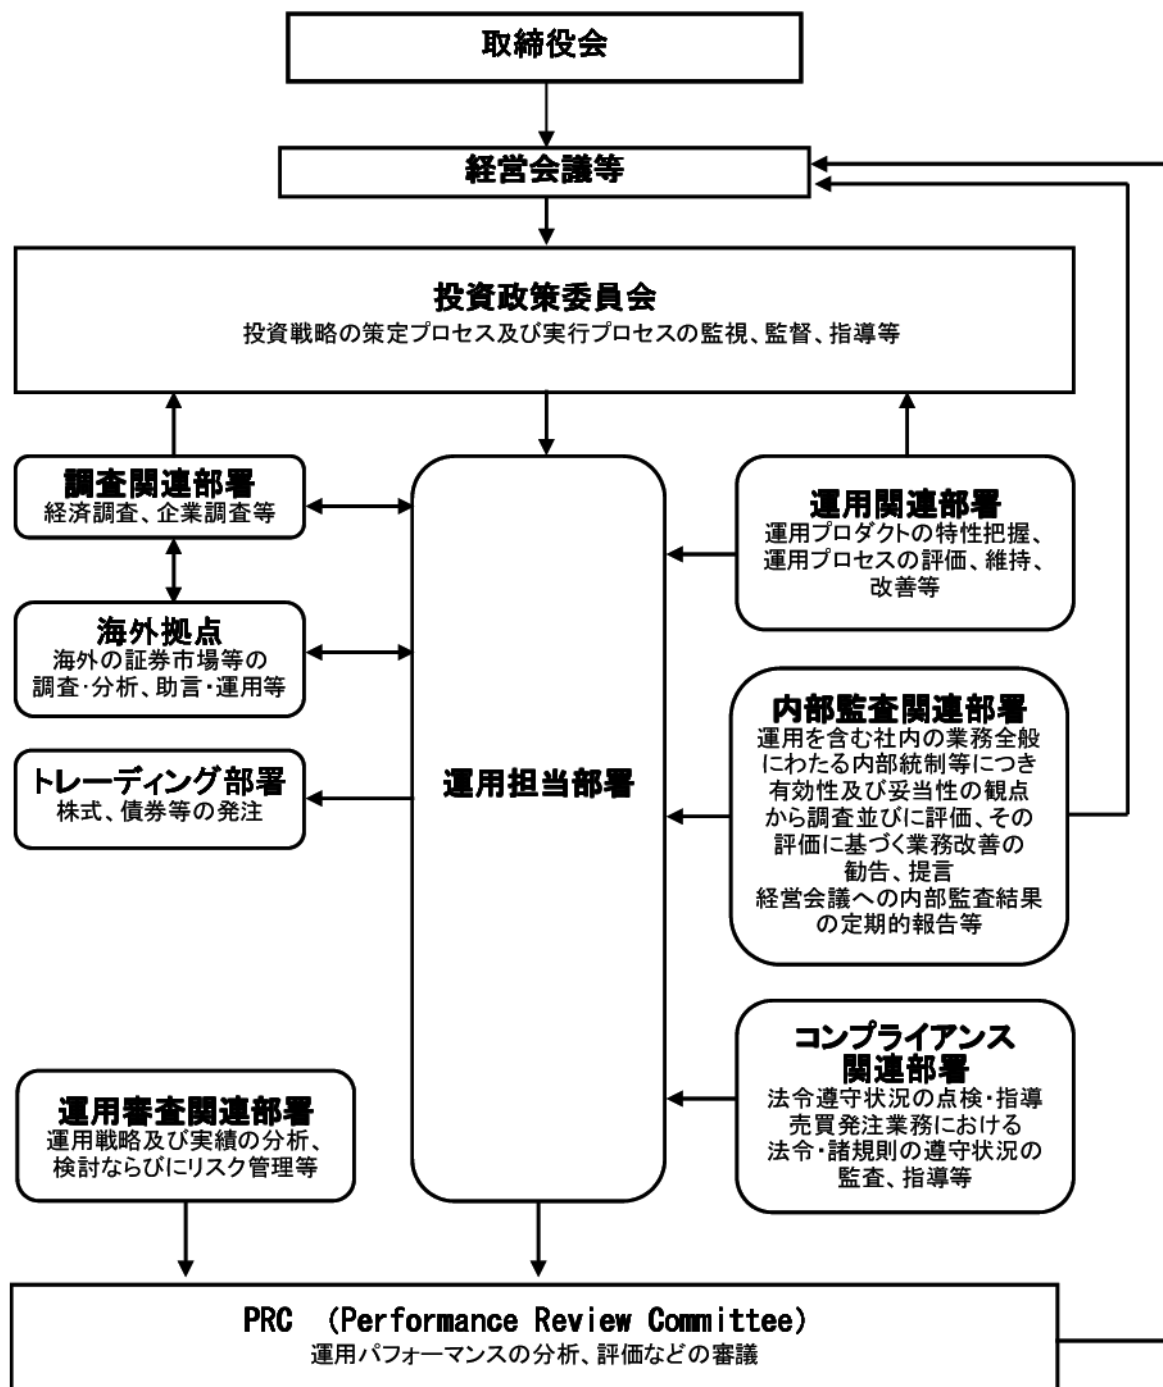 取締役会
経営会議等
投資政策委員会
投資戦略の策定プロセス及び実行プロセスの監視、監督、指導等
調査関連部署
経済調査、企業調査等
海外拠点
海外の証券市場等の
調査・分析、助言・運用等
トレーディング部署
株式、債券等の発注
運用担当部署
運用関連部署
運用プロダクトの特性把握、
運用プロセスの評価、維持、
改善等
内部監査関連部署
運用を含む社内の業務全般
にわたる内部統制等につき
有効性及び妥当性の観点
から調査並びに評価、その
評価に基づく業務改善の
勧告、提言
経営会議への内部監査結果
の定期的報告等
コンプライアンス
関連部署
法令遵守状況の点検・指導
売買発注業務における
法令・諸規則の遵守状況の
監査、指導等
運用審査関連部署
運用戦略及び実績の分析、
検討ならびにリスク管理等
PRC （Performance Review Committee）
運用パフォーマンスの分析、評価などの審議